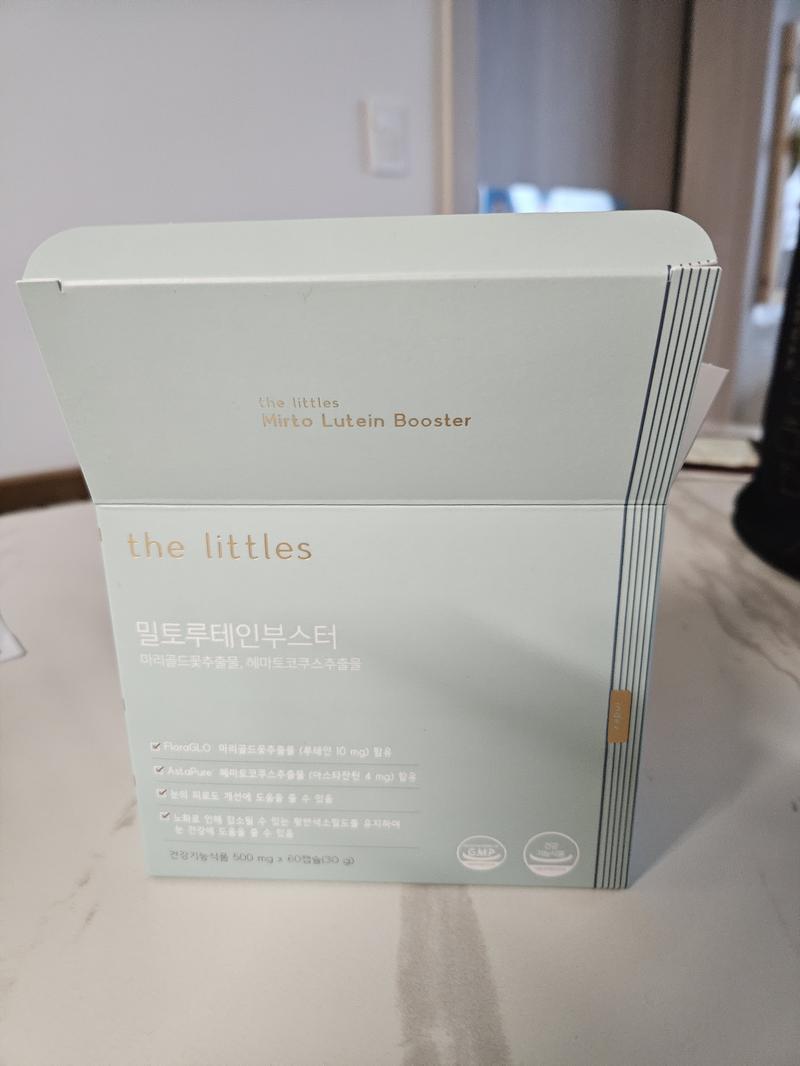 the littles
Mirto Lutein Booster
the littles
밀토루테인부스터
마리골드꽃추출물, 헤마토코쿠스추출물
FloraGLO 마리골드꽃추출물 (루테인 10 mg) 함유
AstaPure 헤마토코쿠스추출물 (아스타잔틴 4 mg) 함유
눈의 피로도 개선에 도움을 줄 수 있음
노화로 인해 감소될 수 있는 황반색소밀도를 유지하여
눈 건강에 도움을 줄 수 있음
건강기능식품 500 mg x 60캡슐(30 g)
GMP
건강
기능식품